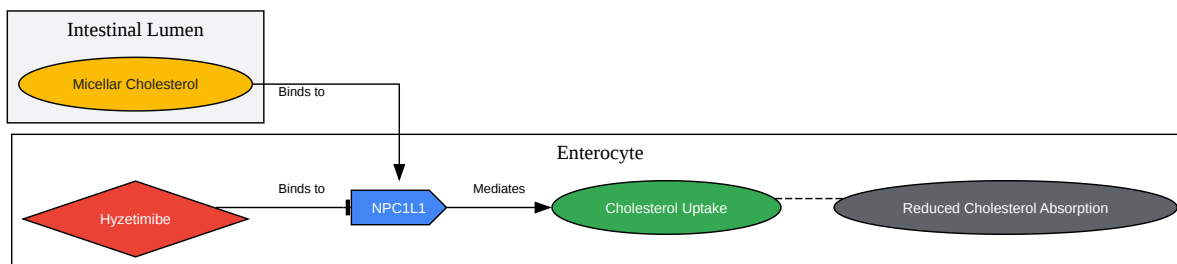 Intestinal Lumen
Micellar Cholesterol
Binds to
Enterocyte
Hyzetimibe
Binds to
NPC1L1
Mediates
Cholesterol Uptake
Reduced Cholesterol Absorption